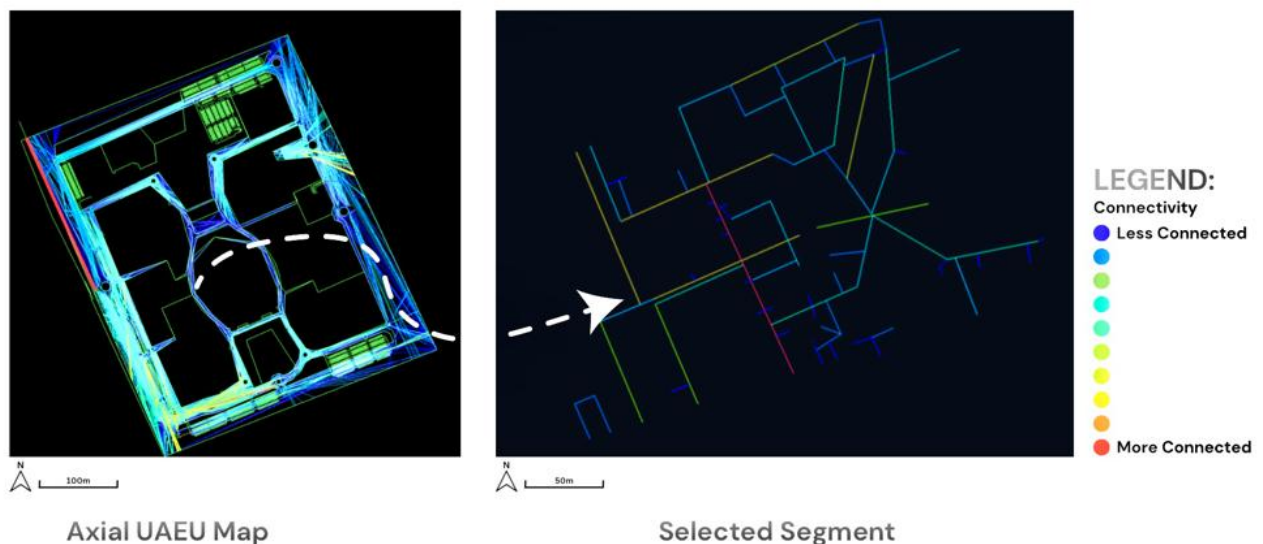 LEGEND:
Connectivity
Less Connected
More Connected
N
100m
N
50m
Axial UAEU Map
Selected Segment